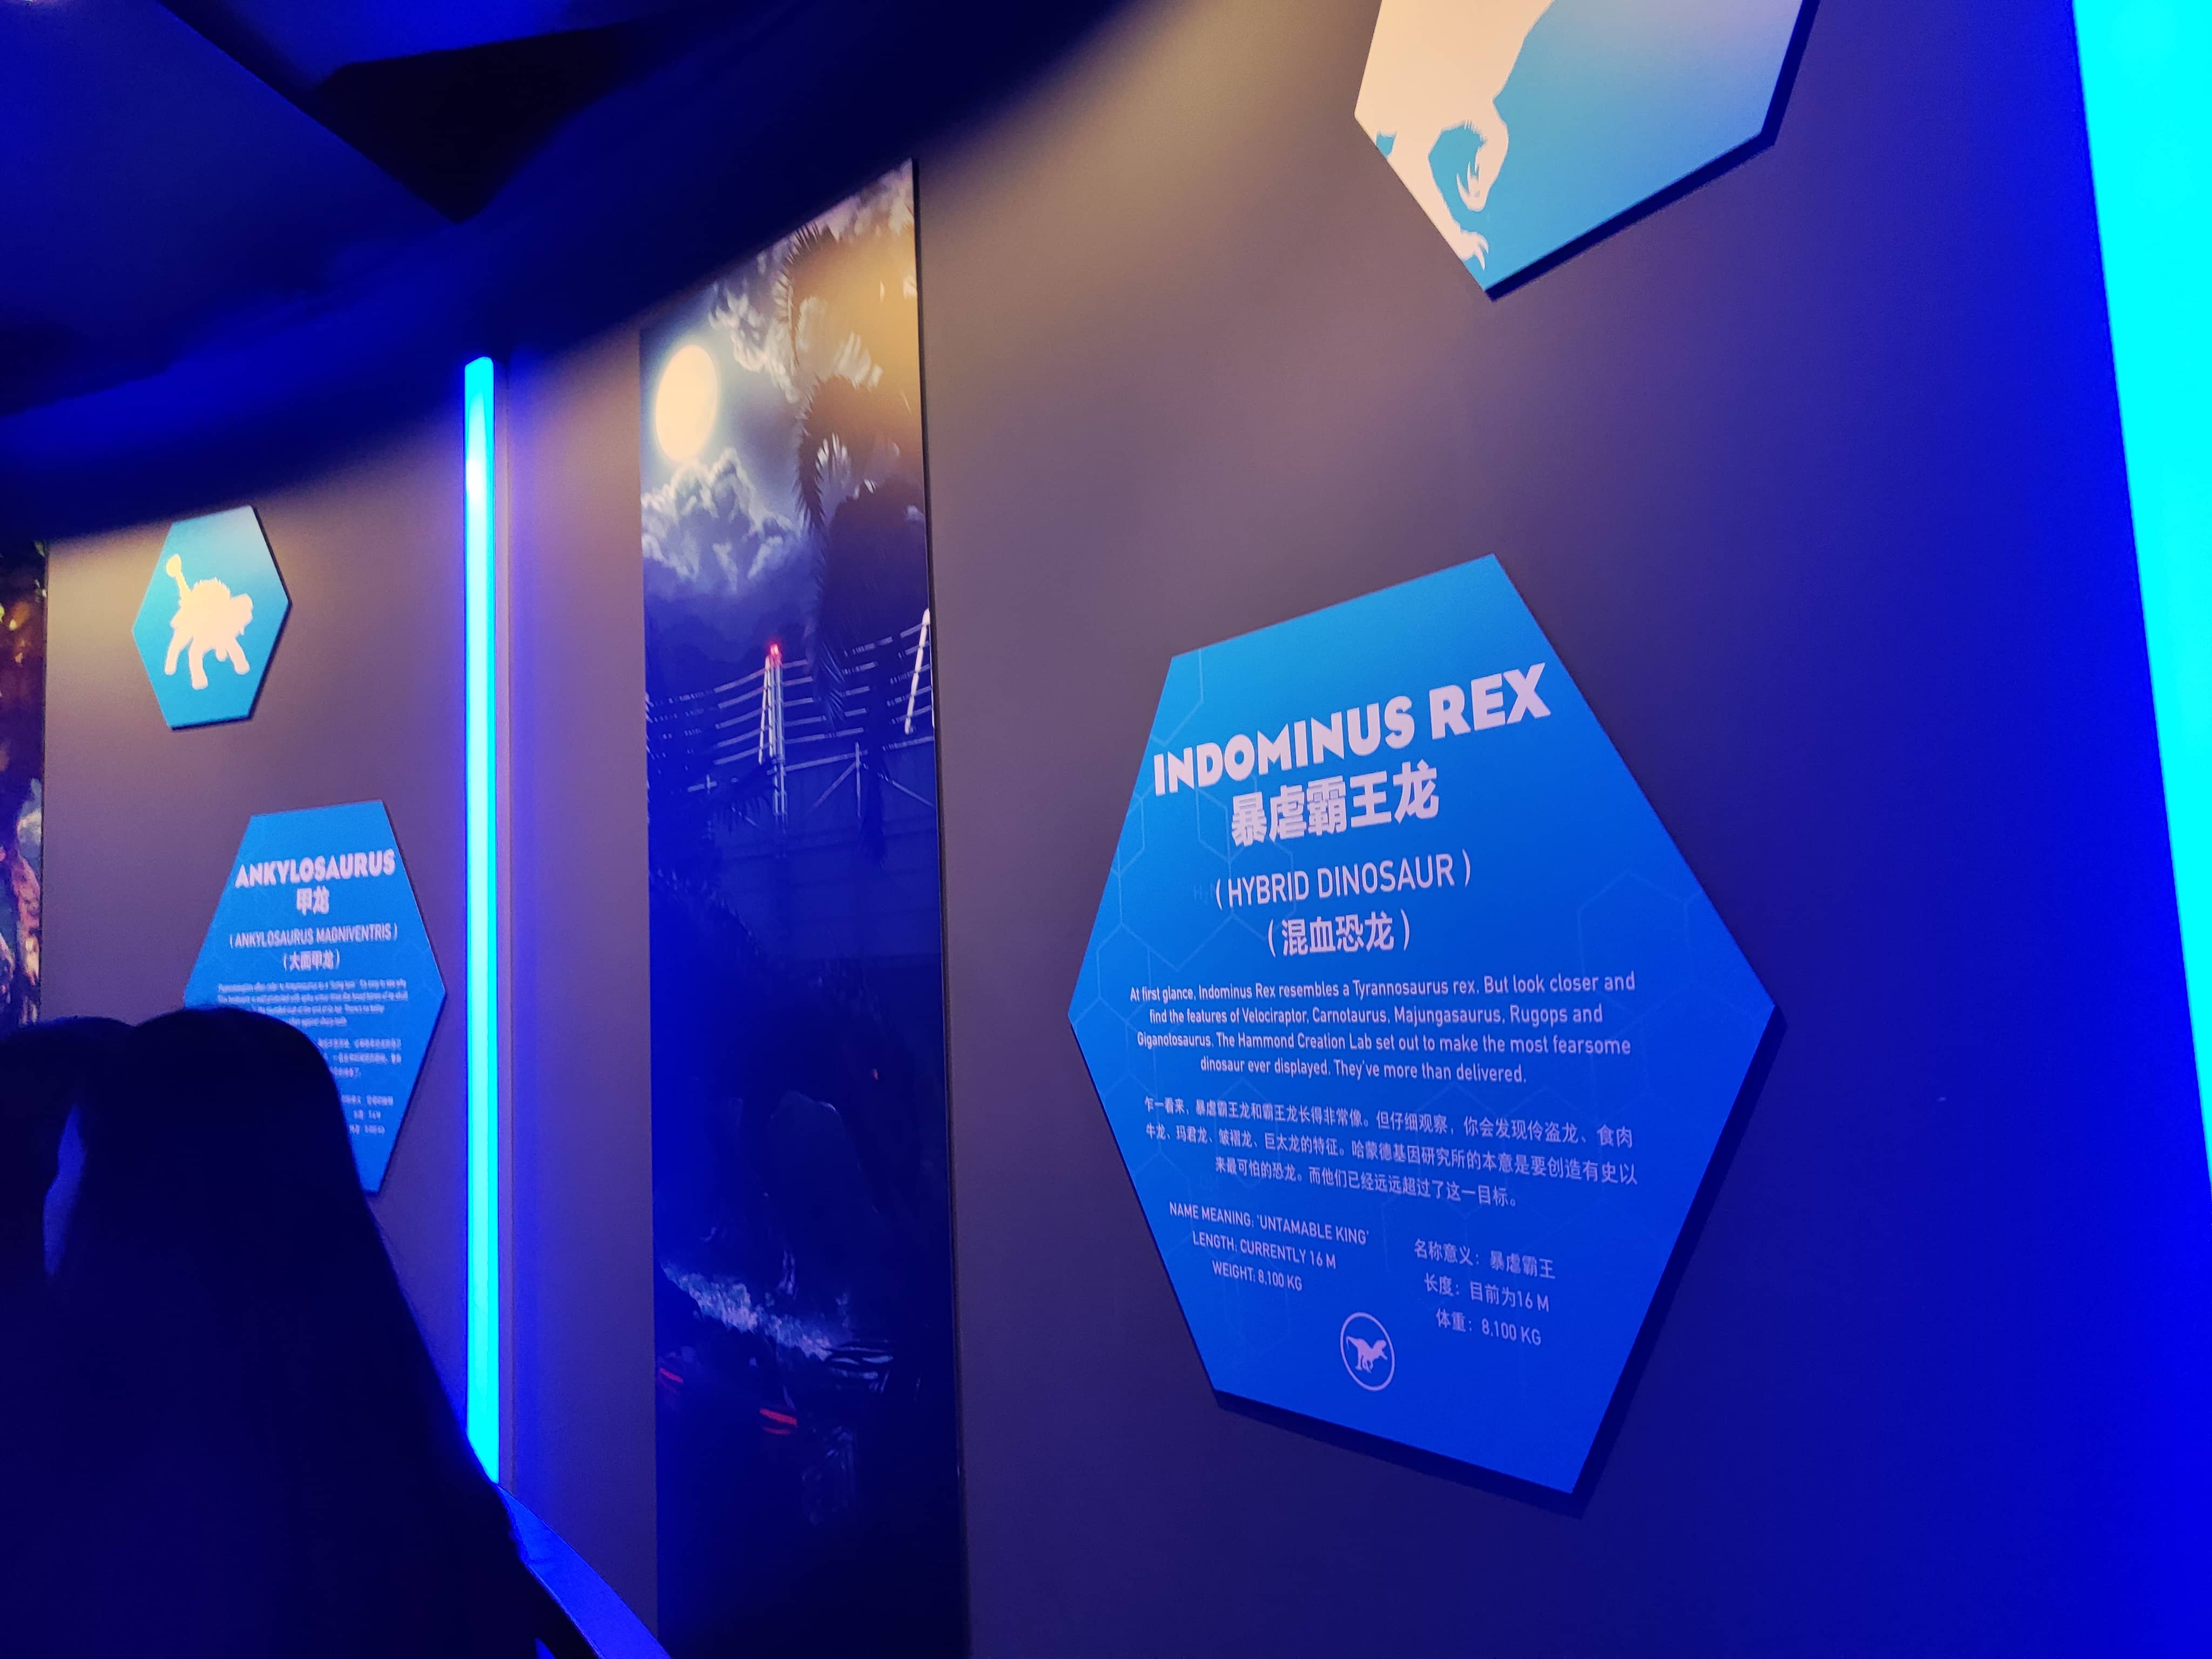 ANKYLOSAURUS
甲龙
(ANKYLOSAURUS MAGNIVENTRIS)
(大面甲龙)
INDOMINUS REX
暴虐霸王龙
(HYBRID DINOSAUR)
(混血恐龙)
At first glance, Indominus Rex resembles a Tyrannosaurus rex. But look closer and
find the features of Velociraptor, Carnotaurus, Majungasaurus, Rugops and
Giganotosaurus. The Hammond Creation Lab set out to make the most fearsome
dinosaur ever displayed. They've more than delivered.
乍一看来，暴虐霸王龙和霸王龙长得非常像。但仔细观察，你会发现伶盗龙、食肉
牛龙、玛君龙、皱褶龙、巨太龙的特征。哈蒙德基因研究所的本意是要创造有史以
来最可怕的恐龙。而他们已经远远超过了这一目标。
NAME MEANING: 'UNTAMABLE KING'
LENGTH: CURRENTLY 16 M
WEIGHT: 8,100 KG
名称意义：暴虐霸王
长度：目前为16 M
体重：8,100 KG